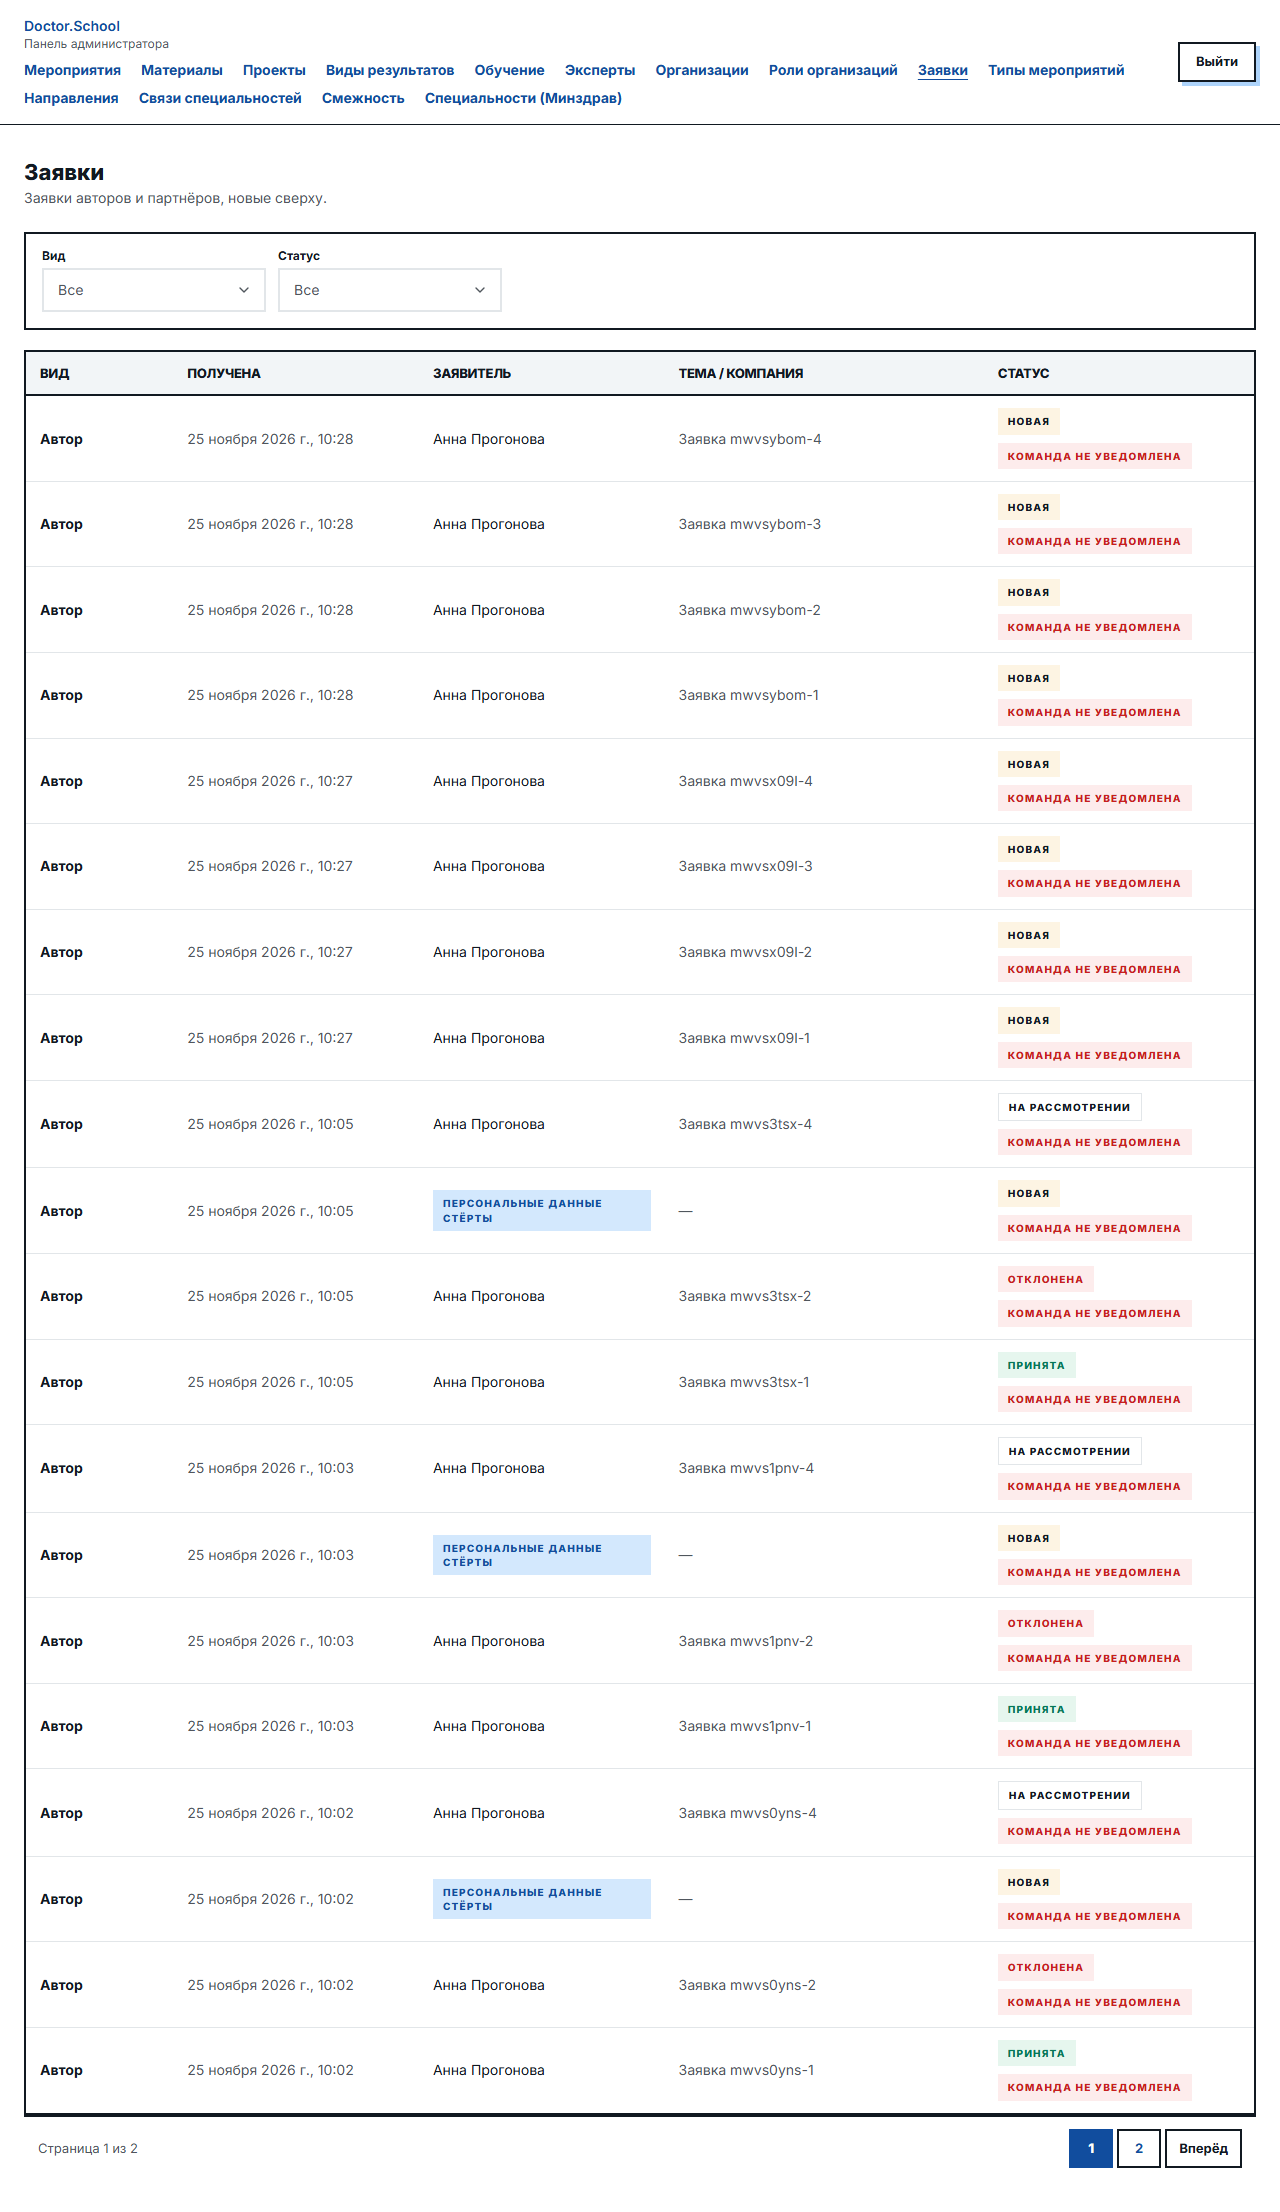 Doctor.School
Панель администратора
Мероприятия Материалы Проекты Виды результатов Обучение Эксперты Организации Роли организаций Заявки Типы мероприятий
Направления Связи специальностей Смежность Специальности (Минздрав)
Выйти
Заявки
Заявки авторов и партнёров, новые сверху.
Вид Статус
Все Все
ВИД ПОЛУЧЕНА ЗАЯВИТЕЛЬ ТЕМА / КОМПАНИЯ СТАТУС
Автор 25 ноября 2026 г., 10:28 Анна Прогонова Заявка mwvsybom-4 НОВАЯ
КОМАНДА НЕ УВЕДОМЛЕНА
Автор 25 ноября 2026 г., 10:28 Анна Прогонова Заявка mwvsybom-3 НОВАЯ
КОМАНДА НЕ УВЕДОМЛЕНА
Автор 25 ноября 2026 г., 10:28 Анна Прогонова Заявка mwvsybom-2 НОВАЯ
КОМАНДА НЕ УВЕДОМЛЕНА
Автор 25 ноября 2026 г., 10:28 Анна Прогонова Заявка mwvsybom-1 НОВАЯ
КОМАНДА НЕ УВЕДОМЛЕНА
Автор 25 ноября 2026 г., 10:27 Анна Прогонова Заявка mwvsx09l-4 НОВАЯ
КОМАНДА НЕ УВЕДОМЛЕНА
Автор 25 ноября 2026 г., 10:27 Анна Прогонова Заявка mwvsx09l-3 НОВАЯ
КОМАНДА НЕ УВЕДОМЛЕНА
Автор 25 ноября 2026 г., 10:27 Анна Прогонова Заявка mwvsx09l-2 НОВАЯ
КОМАНДА НЕ УВЕДОМЛЕНА
Автор 25 ноября 2026 г., 10:27 Анна Прогонова Заявка mwvsx09l-1 НОВАЯ
КОМАНДА НЕ УВЕДОМЛЕНА
Автор 25 ноября 2026 г., 10:05 Анна Прогонова Заявка mwvs3tsx-4 НА РАССМОТРЕНИИ
КОМАНДА НЕ УВЕДОМЛЕНА
Автор 25 ноября 2026 г., 10:05 ПЕРСОНАЛЬНЫЕ ДАННЫЕ СТЁРТЫ — НОВАЯ
КОМАНДА НЕ УВЕДОМЛЕНА
Автор 25 ноября 2026 г., 10:05 Анна Прогонова Заявка mwvs3tsx-2 ОТКЛОНЕНА
КОМАНДА НЕ УВЕДОМЛЕНА
Автор 25 ноября 2026 г., 10:05 Анна Прогонова Заявка mwvs3tsx-1 ПРИНЯТА
КОМАНДА НЕ УВЕДОМЛЕНА
Автор 25 ноября 2026 г., 10:03 Анна Прогонова Заявка mwvs1pnv-4 НА РАССМОТРЕНИИ
КОМАНДА НЕ УВЕДОМЛЕНА
Автор 25 ноября 2026 г., 10:03 ПЕРСОНАЛЬНЫЕ ДАННЫЕ СТЁРТЫ — НОВАЯ
КОМАНДА НЕ УВЕДОМЛЕНА
Автор 25 ноября 2026 г., 10:03 Анна Прогонова Заявка mwvs1pnv-2 ОТКЛОНЕНА
КОМАНДА НЕ УВЕДОМЛЕНА
Автор 25 ноября 2026 г., 10:03 Анна Прогонова Заявка mwvs1pnv-1 ПРИНЯТА
КОМАНДА НЕ УВЕДОМЛЕНА
Автор 25 ноября 2026 г., 10:02 Анна Прогонова Заявка mwvs0yns-4 НА РАССМОТРЕНИИ
КОМАНДА НЕ УВЕДОМЛЕНА
Автор 25 ноября 2026 г., 10:02 ПЕРСОНАЛЬНЫЕ ДАННЫЕ СТЁРТЫ — НОВАЯ
КОМАНДА НЕ УВЕДОМЛЕНА
Автор 25 ноября 2026 г., 10:02 Анна Прогонова Заявка mwvs0yns-2 ОТКЛОНЕНА
КОМАНДА НЕ УВЕДОМЛЕНА
Автор 25 ноября 2026 г., 10:02 Анна Прогонова Заявка mwvs0yns-1 ПРИНЯТА
КОМАНДА НЕ УВЕДОМЛЕНА
Страница 1 из 2 1 2 Вперёд